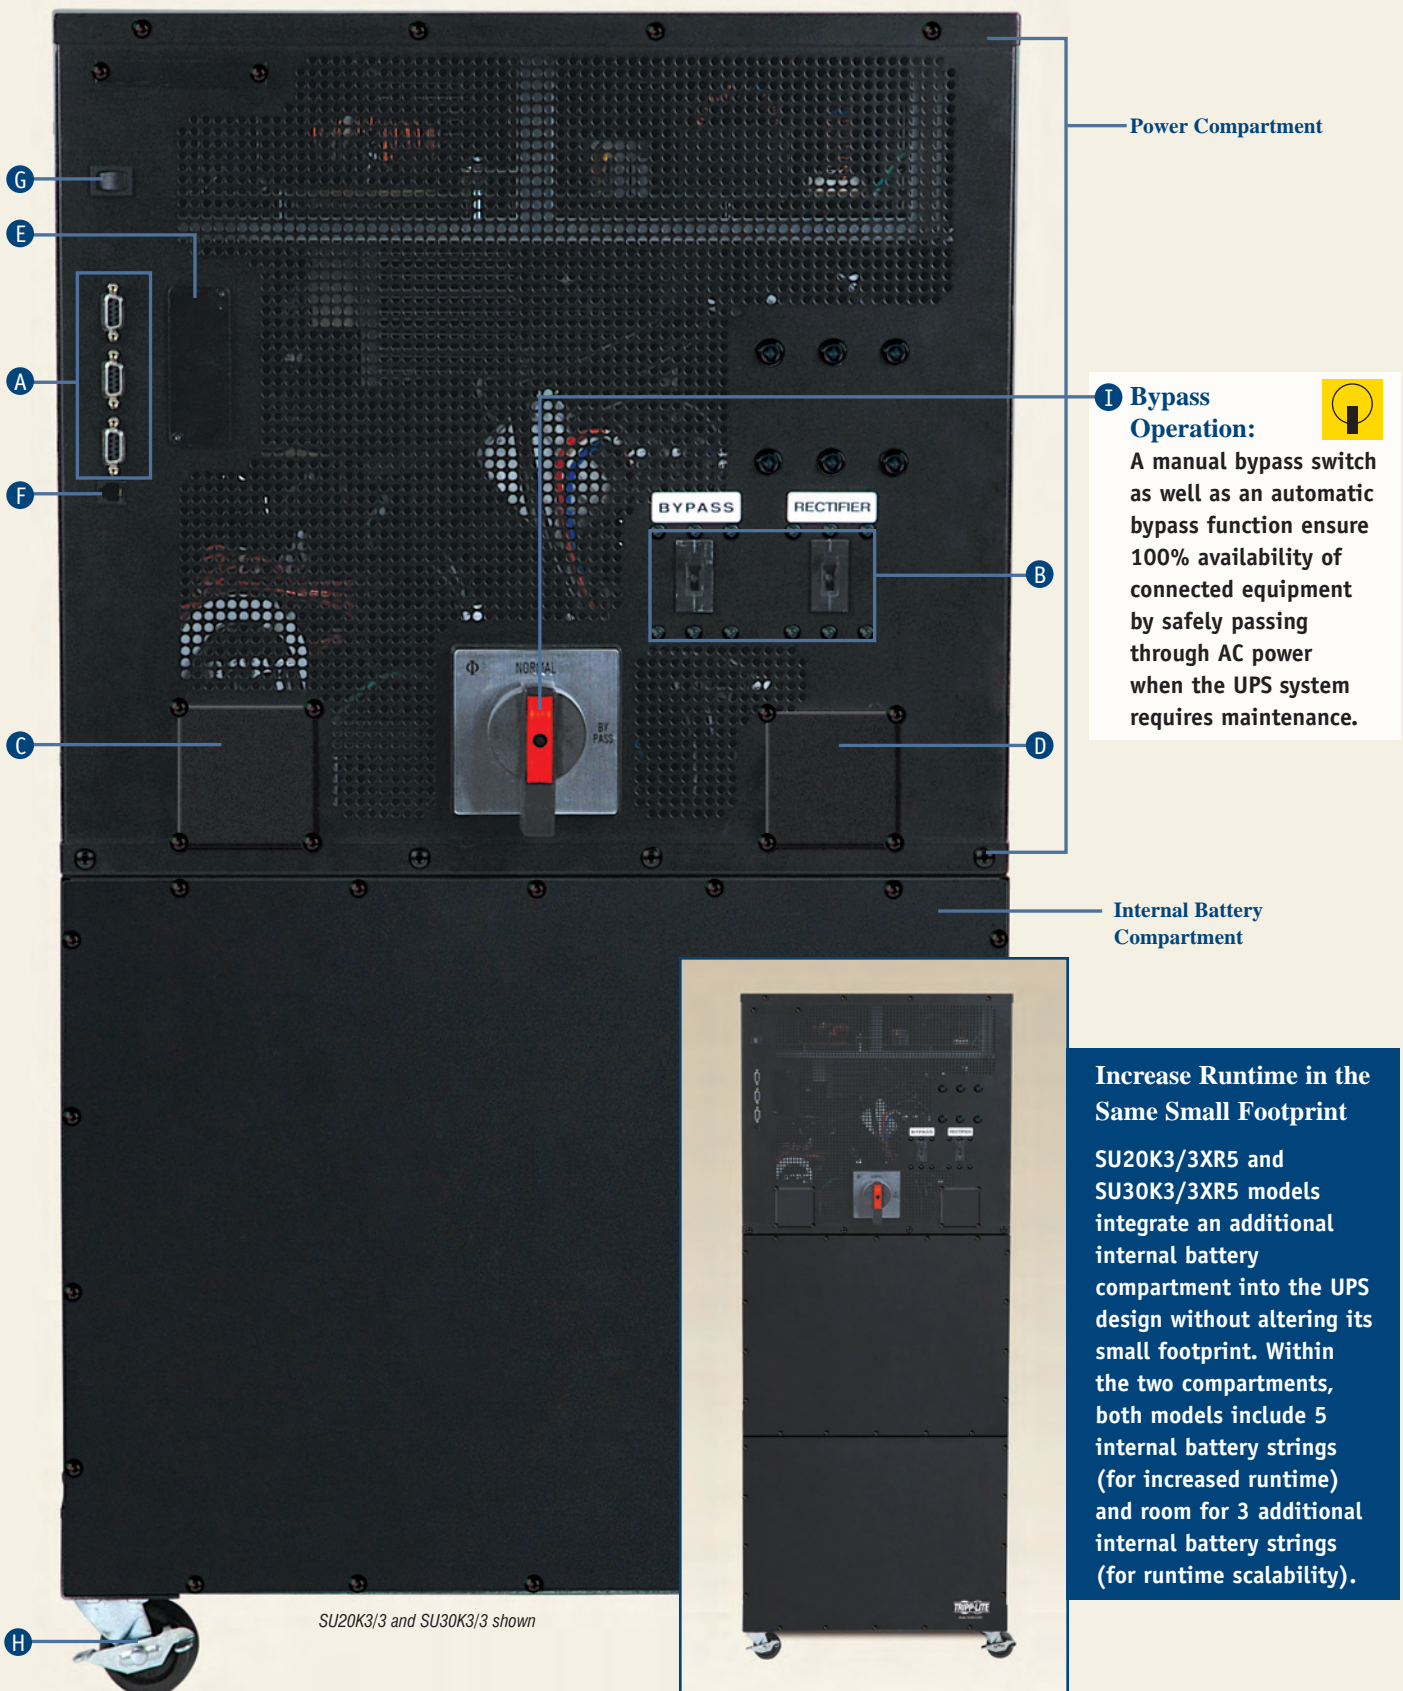 Power Compartment
G
E
A
F
I
Bypass
Operation:
A manual bypass switch
as well as an automatic
bypass function ensure
100% availability of
connected equipment
by safely passing
through AC power
when the UPS system
requires maintenance.
BYPASS
RECTIFIER
B
NORMAL
BY
PASS
C
D
Internal Battery
Compartment
BYPASS
RECTIFIER
Increase Runtime in the
Same Small Footprint
SU20K3/3XR5 and
SU30K3/3XR5 models
integrate an additional
internal battery
compartment into the UPS
design without altering its
small footprint. Within
the two compartments,
both models include 5
internal battery strings
(for increased runtime)
and room for 3 additional
internal battery strings
(for runtime scalability).
TRIPP-LITE
SU20K3/3 and SU30K3/3 shown
H